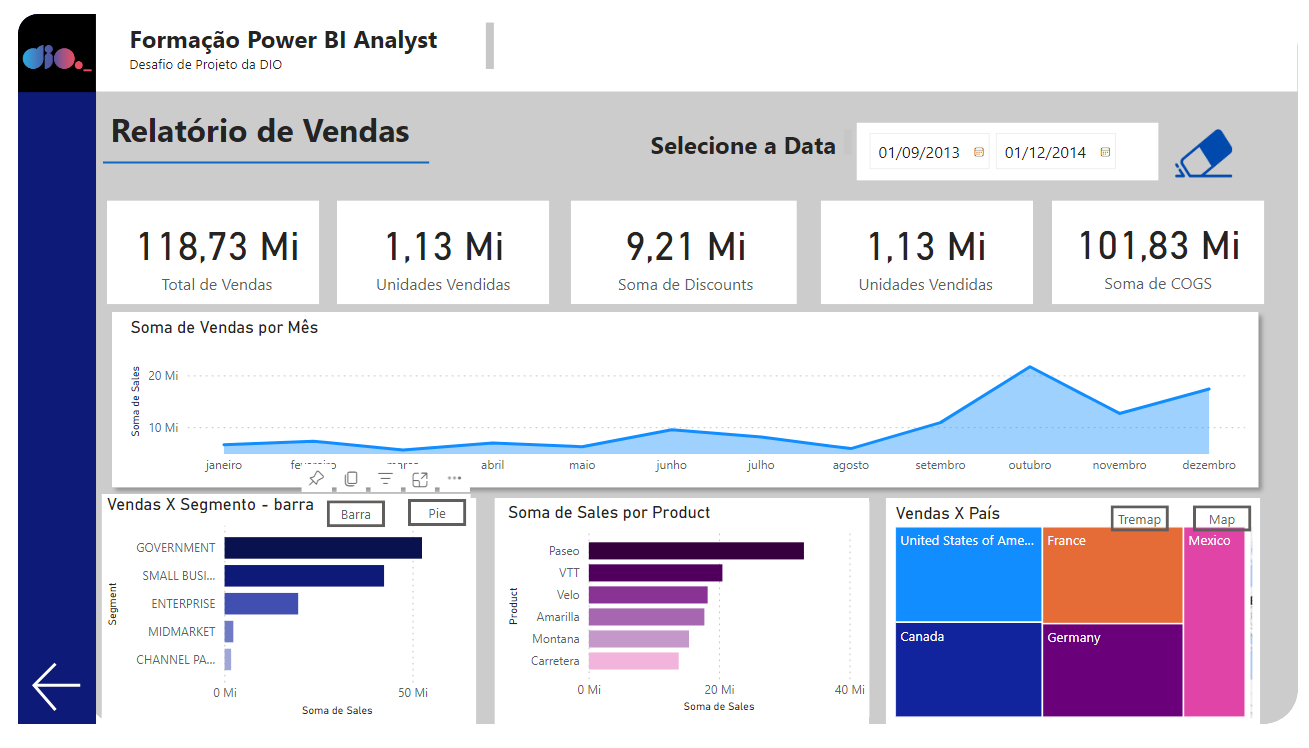 dio._
Formação Power BI Analyst
Desafio de Projeto da DIO
Relatório de Vendas
Selecione a Data
01/09/2013
01/12/2014
118,73 Mi
Total de Vendas
1,13 Mi
Unidades Vendidas
9,21 Mi
Soma de Discounts
1,13 Mi
Unidades Vendidas
101,83 Mi
Soma de COGS
Soma de Vendas por Mês
Soma de Sales
20 Mi
10 Mi
janeiro
fevereiro
março
abril
maio
junho
julho
agosto
setembro
outubro
novembro
dezembro
Vendas X Segmento - barra
Barra
Pie
Segment
GOVERNMENT
SMALL BUSI...
ENTERPRISE
MIDMARKET
CHANNEL PA...
0 Mi
50 Mi
Soma de Sales
Soma de Sales por Product
Product
Paseo
VTT
Velo
Amarilla
Montana
Carretera
0 Mi
20 Mi
40 Mi
Soma de Sales
Vendas X País
Tremap
Map
United States of Ame...
France
Mexico
Canada
Germany